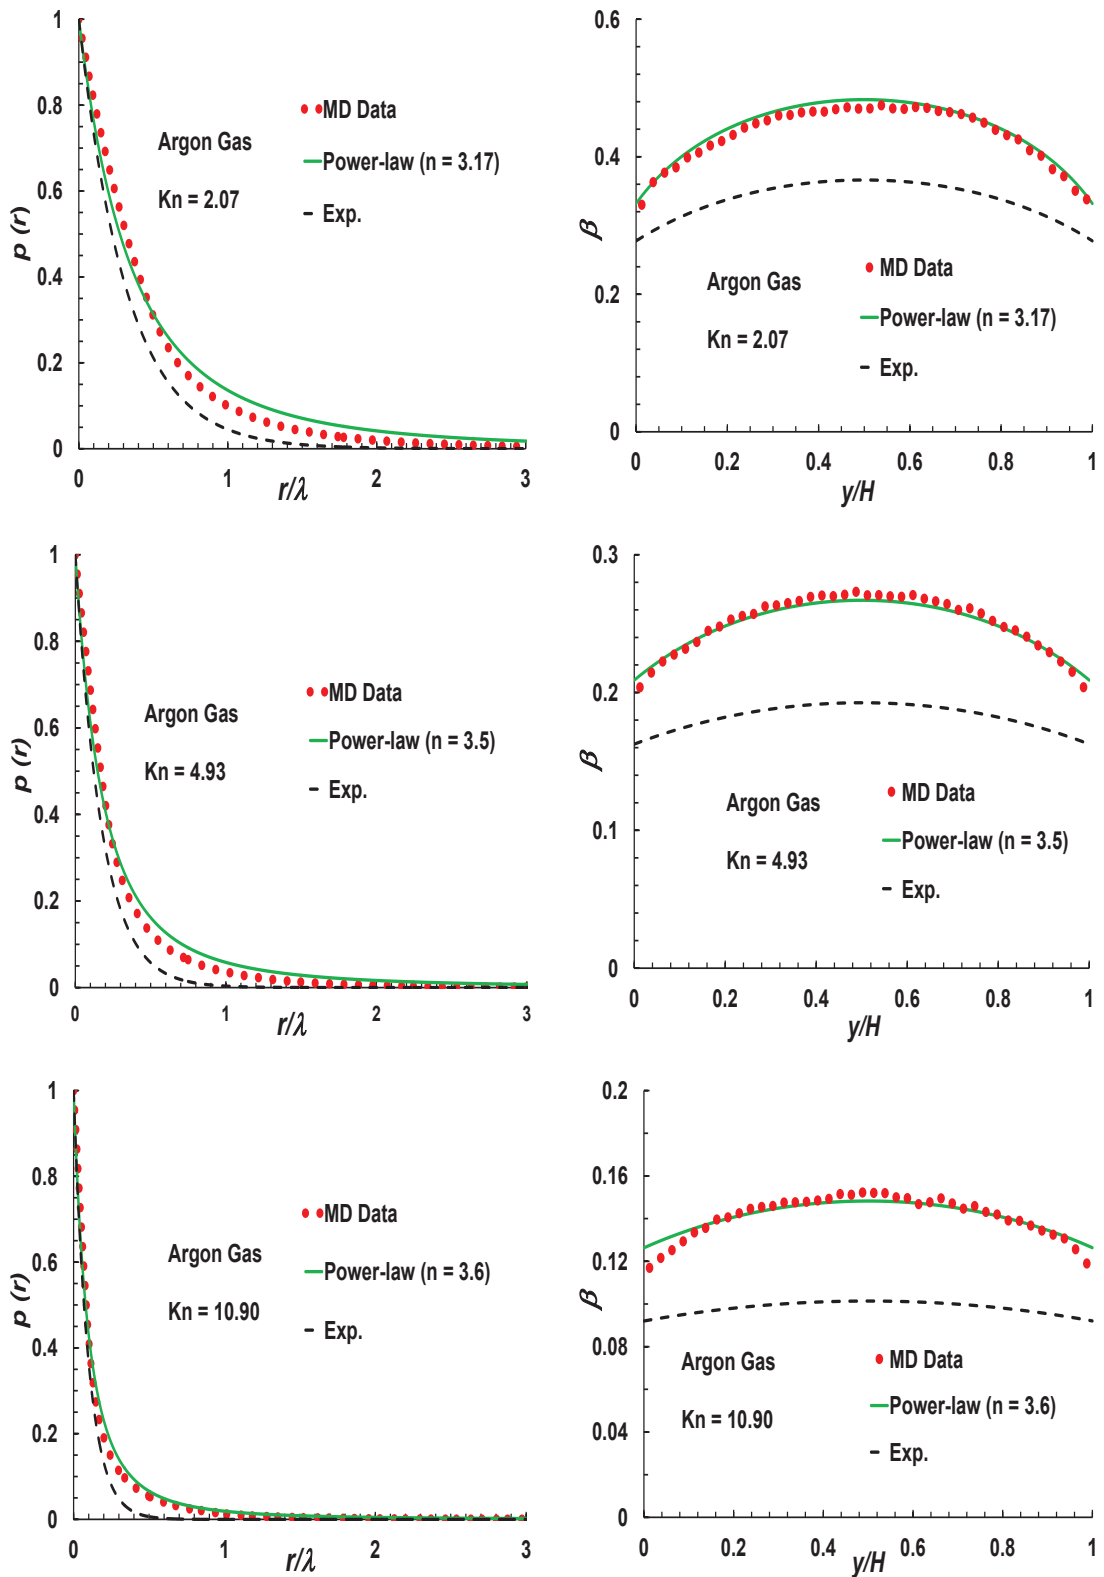 1
0.8
0.6
0.4
0.2
0
p (r)
Argon Gas
Kn = 2.07
MD Data
Power-law (n = 3.17)
Exp.
0
1
2
3
r/λ
0.6
0.4
0.2
0
β
Argon Gas
Kn = 2.07
MD Data
Power-law (n = 3.17)
Exp.
0
0.2
0.4
0.6
0.8
1
y/H
1
0.8
0.6
0.4
0.2
0
p (r)
Argon Gas
Kn = 4.93
MD Data
Power-law (n = 3.5)
Exp.
0
1
2
3
r/λ
0.3
0.2
0.1
0
β
Argon Gas
Kn = 4.93
MD Data
Power-law (n = 3.5)
Exp.
0
0.2
0.4
0.6
0.8
1
y/H
1
0.8
0.6
0.4
0.2
0
p (r)
Argon Gas
Kn = 10.90
MD Data
Power-law (n = 3.6)
Exp.
0
1
2
3
r/λ
0.2
0.16
0.12
0.08
0.04
0
β
Argon Gas
Kn = 10.90
MD Data
Power-law (n = 3.6)
Exp.
0
0.2
0.4
0.6
0.8
1
y/H